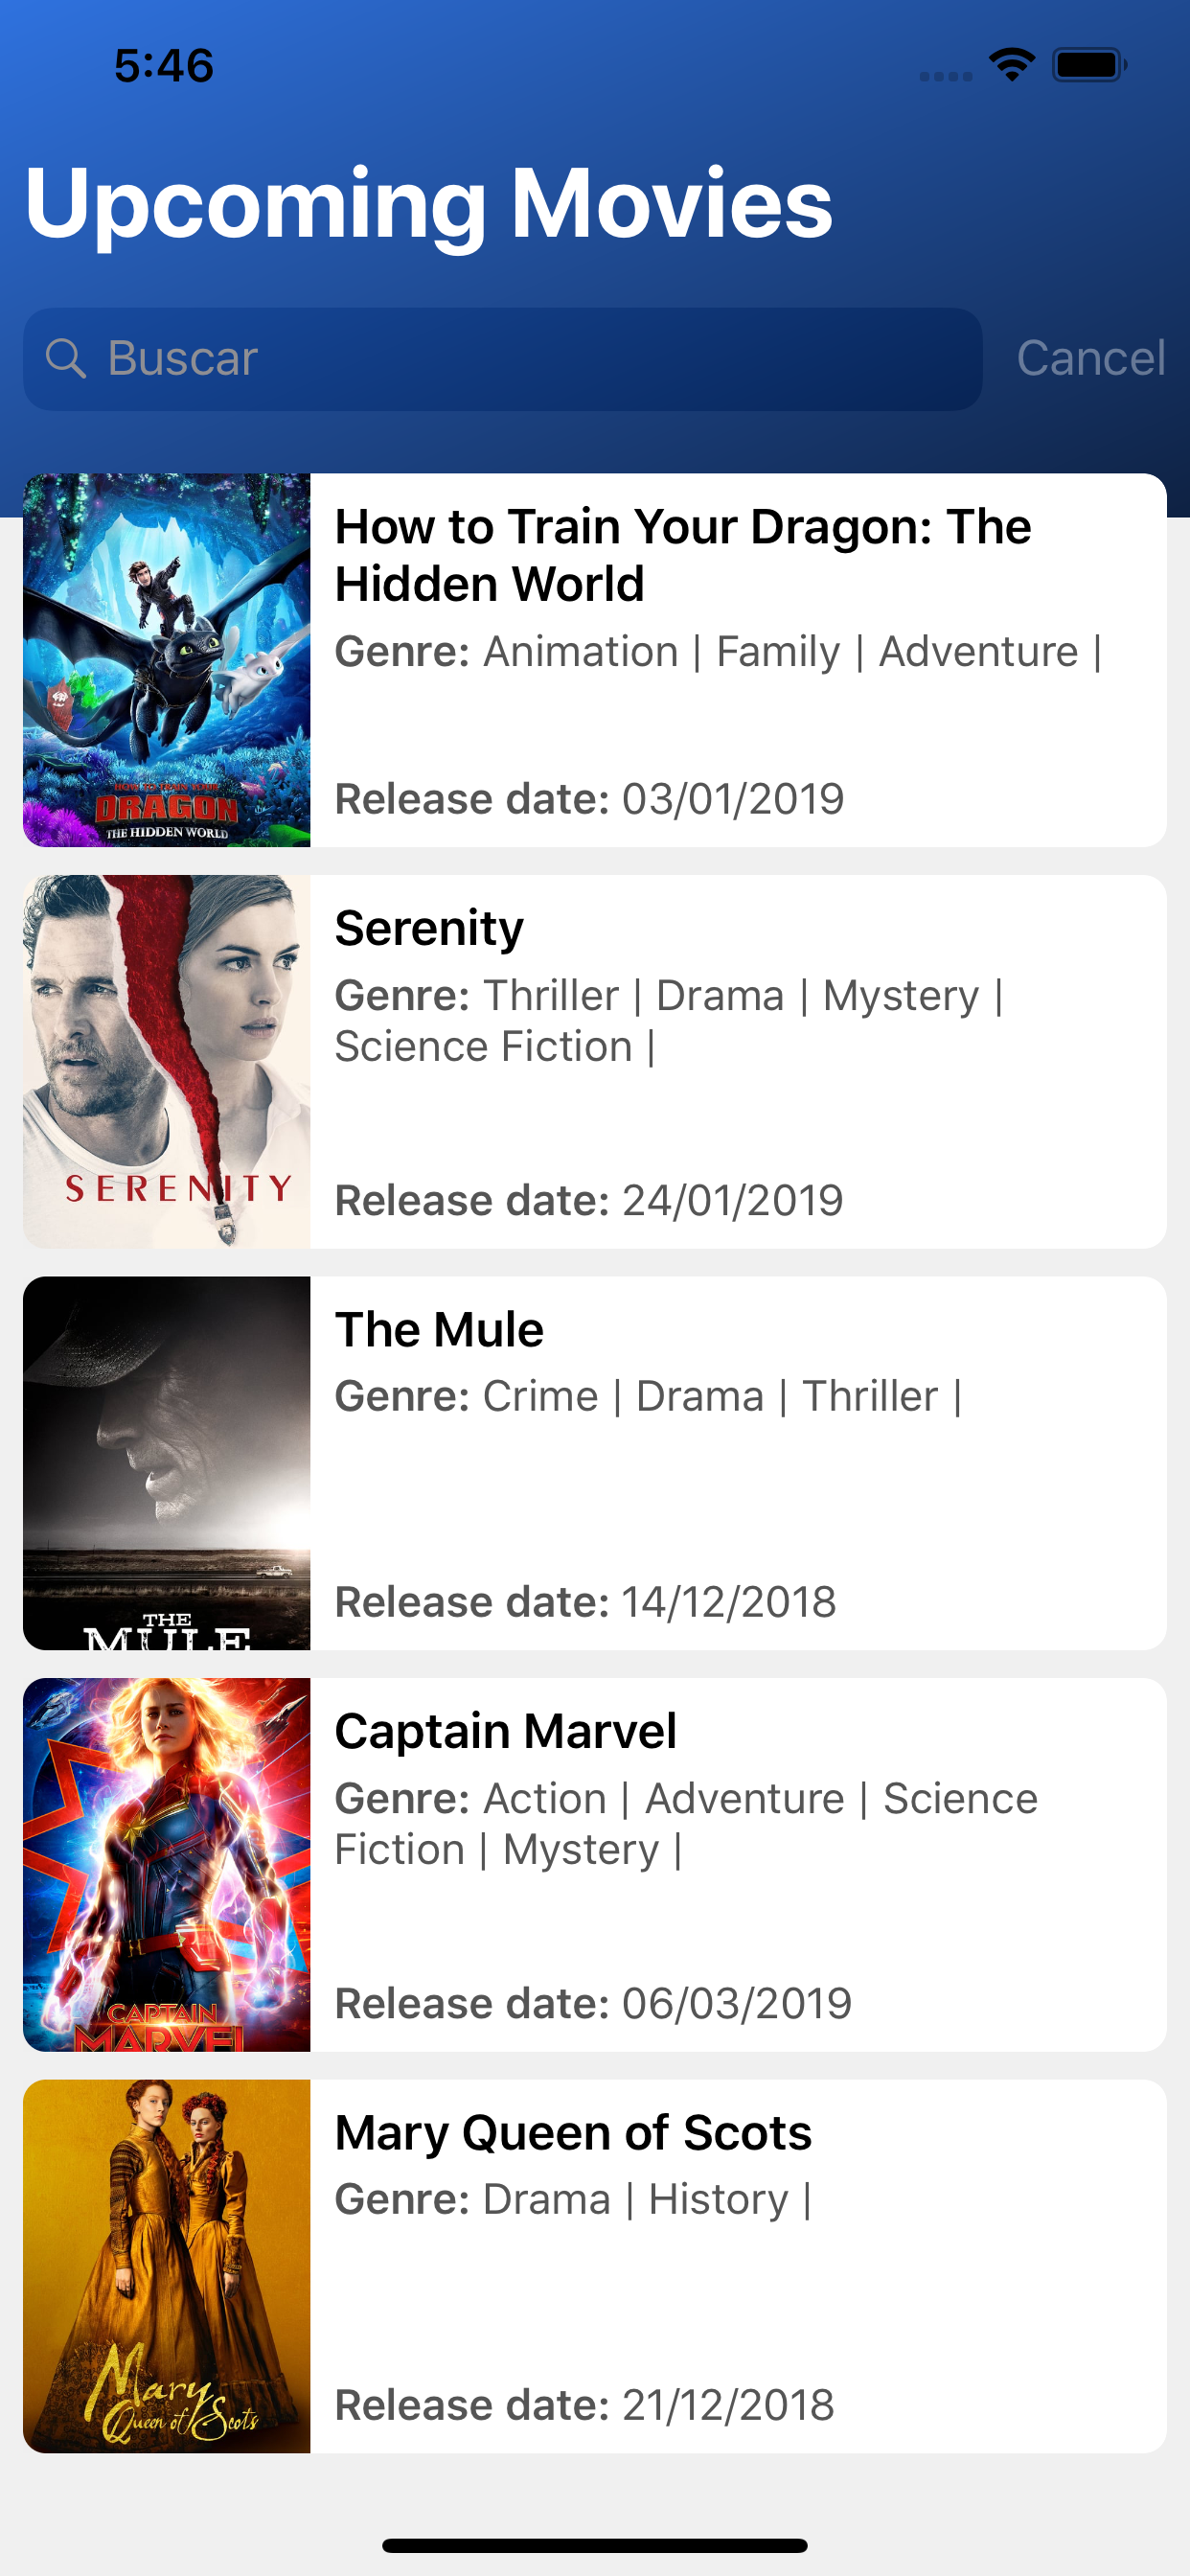 5:46
Upcoming Movies
Buscar
Cancel
HOW TO TRAIN YOUR
DRAGON
THE HIDDEN WORLD
How to Train Your Dragon: The
Hidden World
Genre: Animation | Family | Adventure |
Release date: 03/01/2019
SERENITY
Serenity
Genre: Thriller | Drama | Mystery |
Science Fiction |
Release date: 24/01/2019
THE
MULE
The Mule
Genre: Crime | Drama | Thriller |
Release date: 14/12/2018
CAPTAIN
MARVEL
Captain Marvel
Genre: Action | Adventure | Science
Fiction | Mystery |
Release date: 06/03/2019
Mary
Queen of Scots
Mary Queen of Scots
Genre: Drama | History |
Release date: 21/12/2018